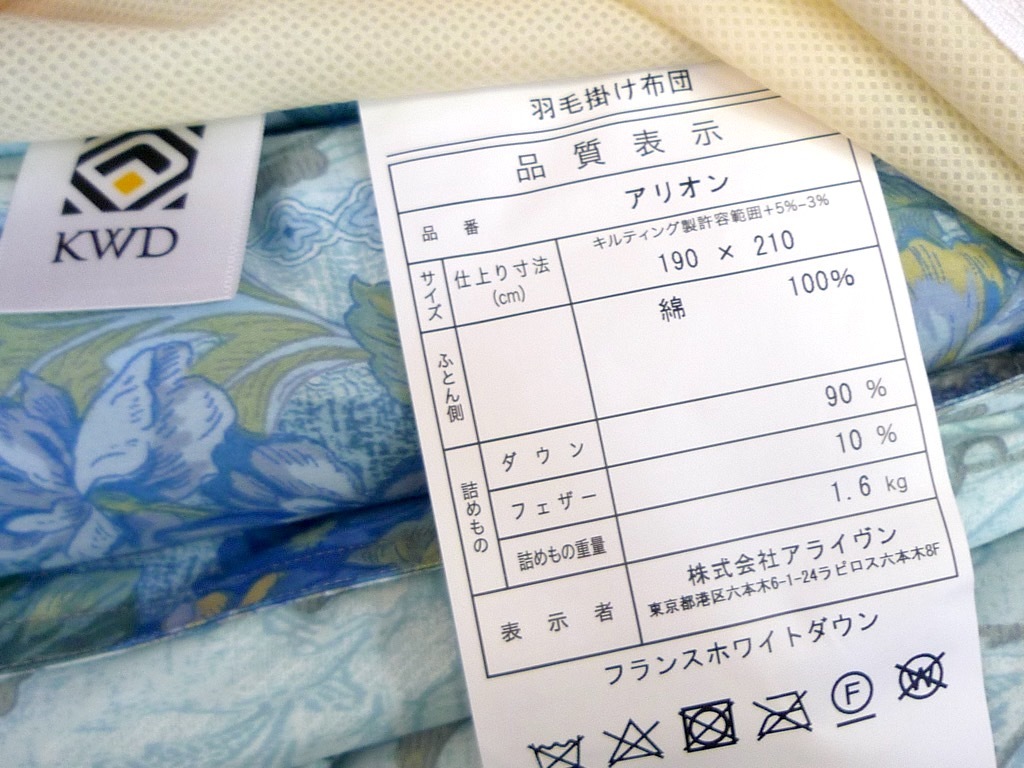 KWD
羽毛掛け布団
品質表示
品番 アリオン
サイズ 仕上り寸法 (cm) キルティング製許容範囲+5%-3%
190 × 210
ふとん側 綿 100%
詰めもの ダウン 90 %
フェザー 10 %
詰めもの重量 1.6 kg
表示者 株式会社アライヴン
東京都港区六本木6-1-24ラピロス六本木8F
フランスホワイトダウン
F
W